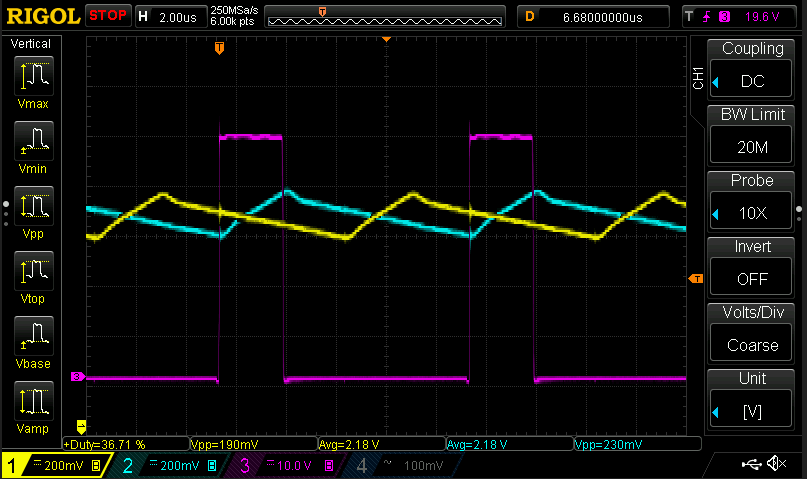 RIGOL STOP H 2.00us 250MSa/s 6.00k pts T D 6.68000000us T 3 19.6 V
Vertical
Vmax
Vmin
Vpp
Vtop
Vbase
Vamp
T
T
3
CH1
Coupling
DC
BW Limit
20M
Probe
10X
Invert
OFF
Volts/Div
Coarse
Unit
[V]
+Duty=36.71 % Vpp=190mV Avg=2.18 V Avg=2.18 V Vpp=230mV
1 200mV B 2 200mV B 3 10.0 V B 4 100mV